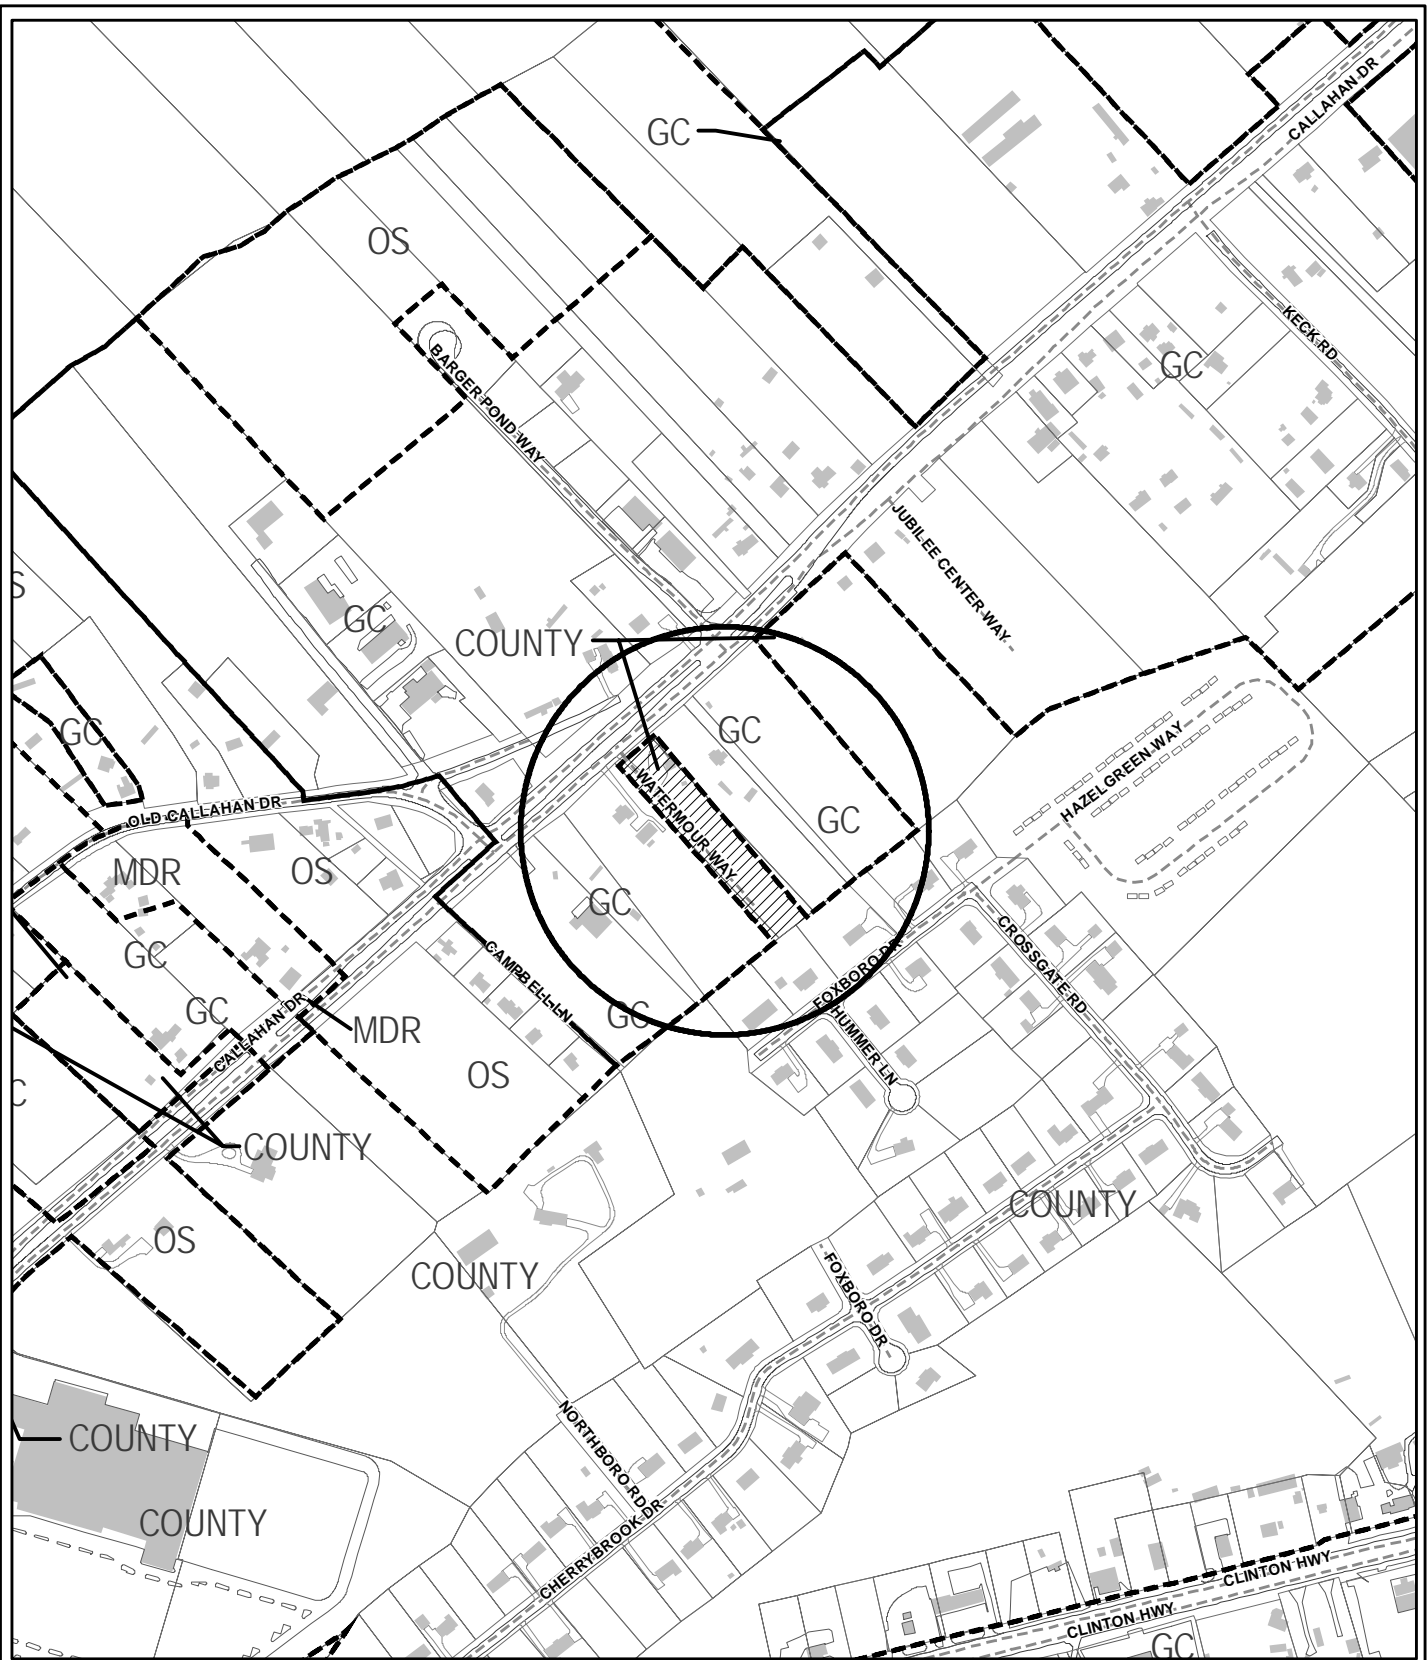 CALLAHAN DR
GC
OS
KECK RD
BARGER POND WAY
GC
JUBILEE CENTER WAY
S
GC
COUNTY
GC
GC
HAZELGREEN WAY
WATERMOUR WAY
OLD CALLAHAN DR
GC
MDR
OS
GC
CROSSGATE RD
GC
CAMPBELL LN
FOXBORO DR
GC
CALLAHAN DR
GC
MDR
HUMMER LN
OS
C
COUNTY
COUNTY
OS
COUNTY
FOXBORO DR
NORTHBORO RD
COUNTY
COUNTY
CHERRYBROOK DR
CLINTON HWY
CLINTON HWY
GC